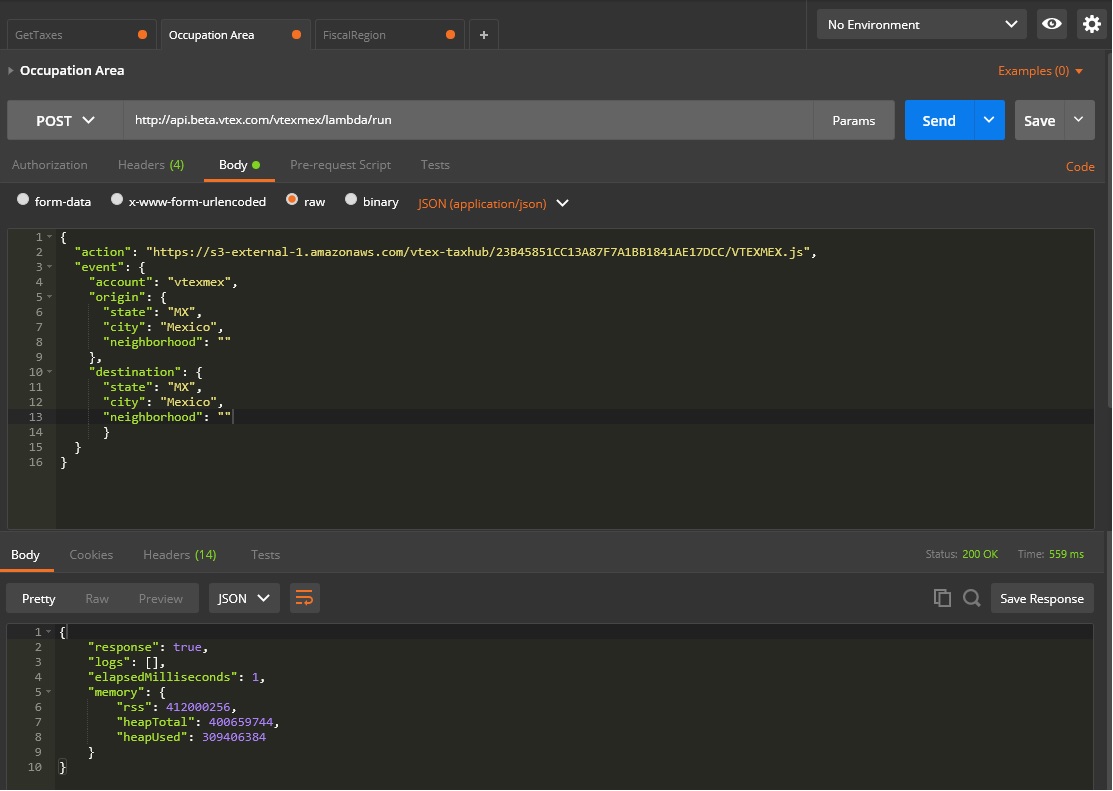 GetTaxes
Occupation Area
FiscalRegion
+
No Environment
Occupation Area
Examples (0)
POST
http://api.beta.vtex.com/vtexmex/lambda/run
Params
Send
Save
Authorization
Headers (4)
Body
Pre-request Script
Tests
Code
form-data
x-www-form-urlencoded
raw
binary
JSON (application/json)
1 {
2 "action": "https://s3-external-1.amazonaws.com/vtex-taxhub/23B45851CC13A87F7A1BB1841AE17DCC/VTEXMEX.js",
3 "event": {
4 "account": "vtexmex",
5 "origin": {
6 "state": "MX",
7 "city": "Mexico",
8 "neighborhood": ""
9 },
10 "destination": {
11 "state": "MX",
12 "city": "Mexico",
13 "neighborhood": ""
14 }
15 }
16 }
Body
Cookies
Headers (14)
Tests
Status: 200 OK
Time: 559 ms
Pretty
Raw
Preview
JSON
Save Response
1 {
2 "response": true,
3 "logs": [],
4 "elapsedMilliseconds": 1,
5 "memory": {
6 "rss": 412000256,
7 "heapTotal": 400659744,
8 "heapUsed": 309406384
9 }
10 }